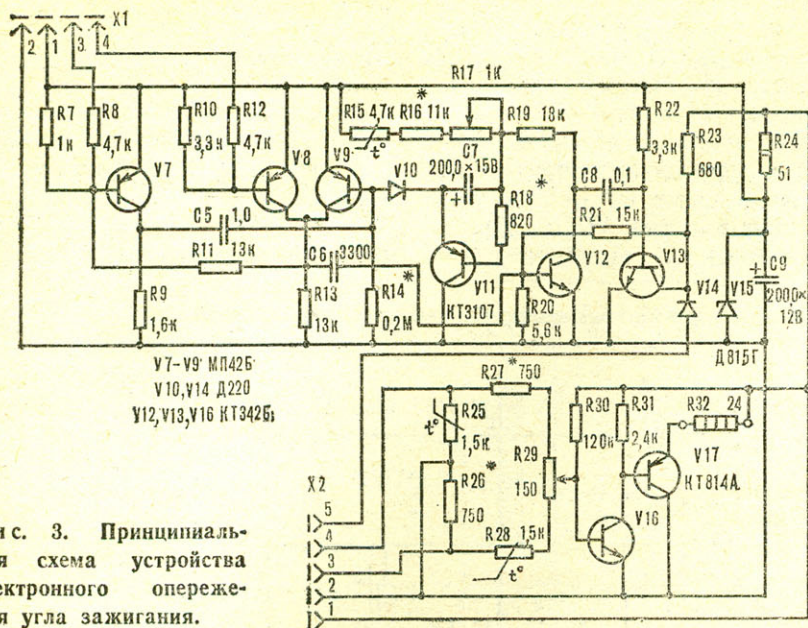 X1
2 1 3 4
R7
1к
R8
4,7к
R10
3,3к
R12
4,7к
V7
V8
V9
R17 1К
R15 4,7к
t°
*
R16 11к
C7
200,0×15В
+
V10
R19 18к
R18
820
*
C8
0,1
R21 15к
R22
3,3к
R23
680
R24
51
C5 1,0
R11 13к
C6 3300
R9
1,6к
R13
13к
R14
0,2М
*
V11
КТ3107
V12
R20
5,6к
V13
V14
V15
+ C9
200,0×
12В
Д815Г
V7–V9 МП42Б
V10,V14 Д220
V12,V13,V16 КТ342Б
R27 * 750
R25
1,5к
t°
R26 *
750
R29
150
R28 1,5к
t°
R30
120к
R31
2,4к
R32 24
V17
КТ814А
V16
X2
5
4
3
2
1
с. 3. Принципиаль-
я схема устройства
ектронного опереже-
я угла зажигания.